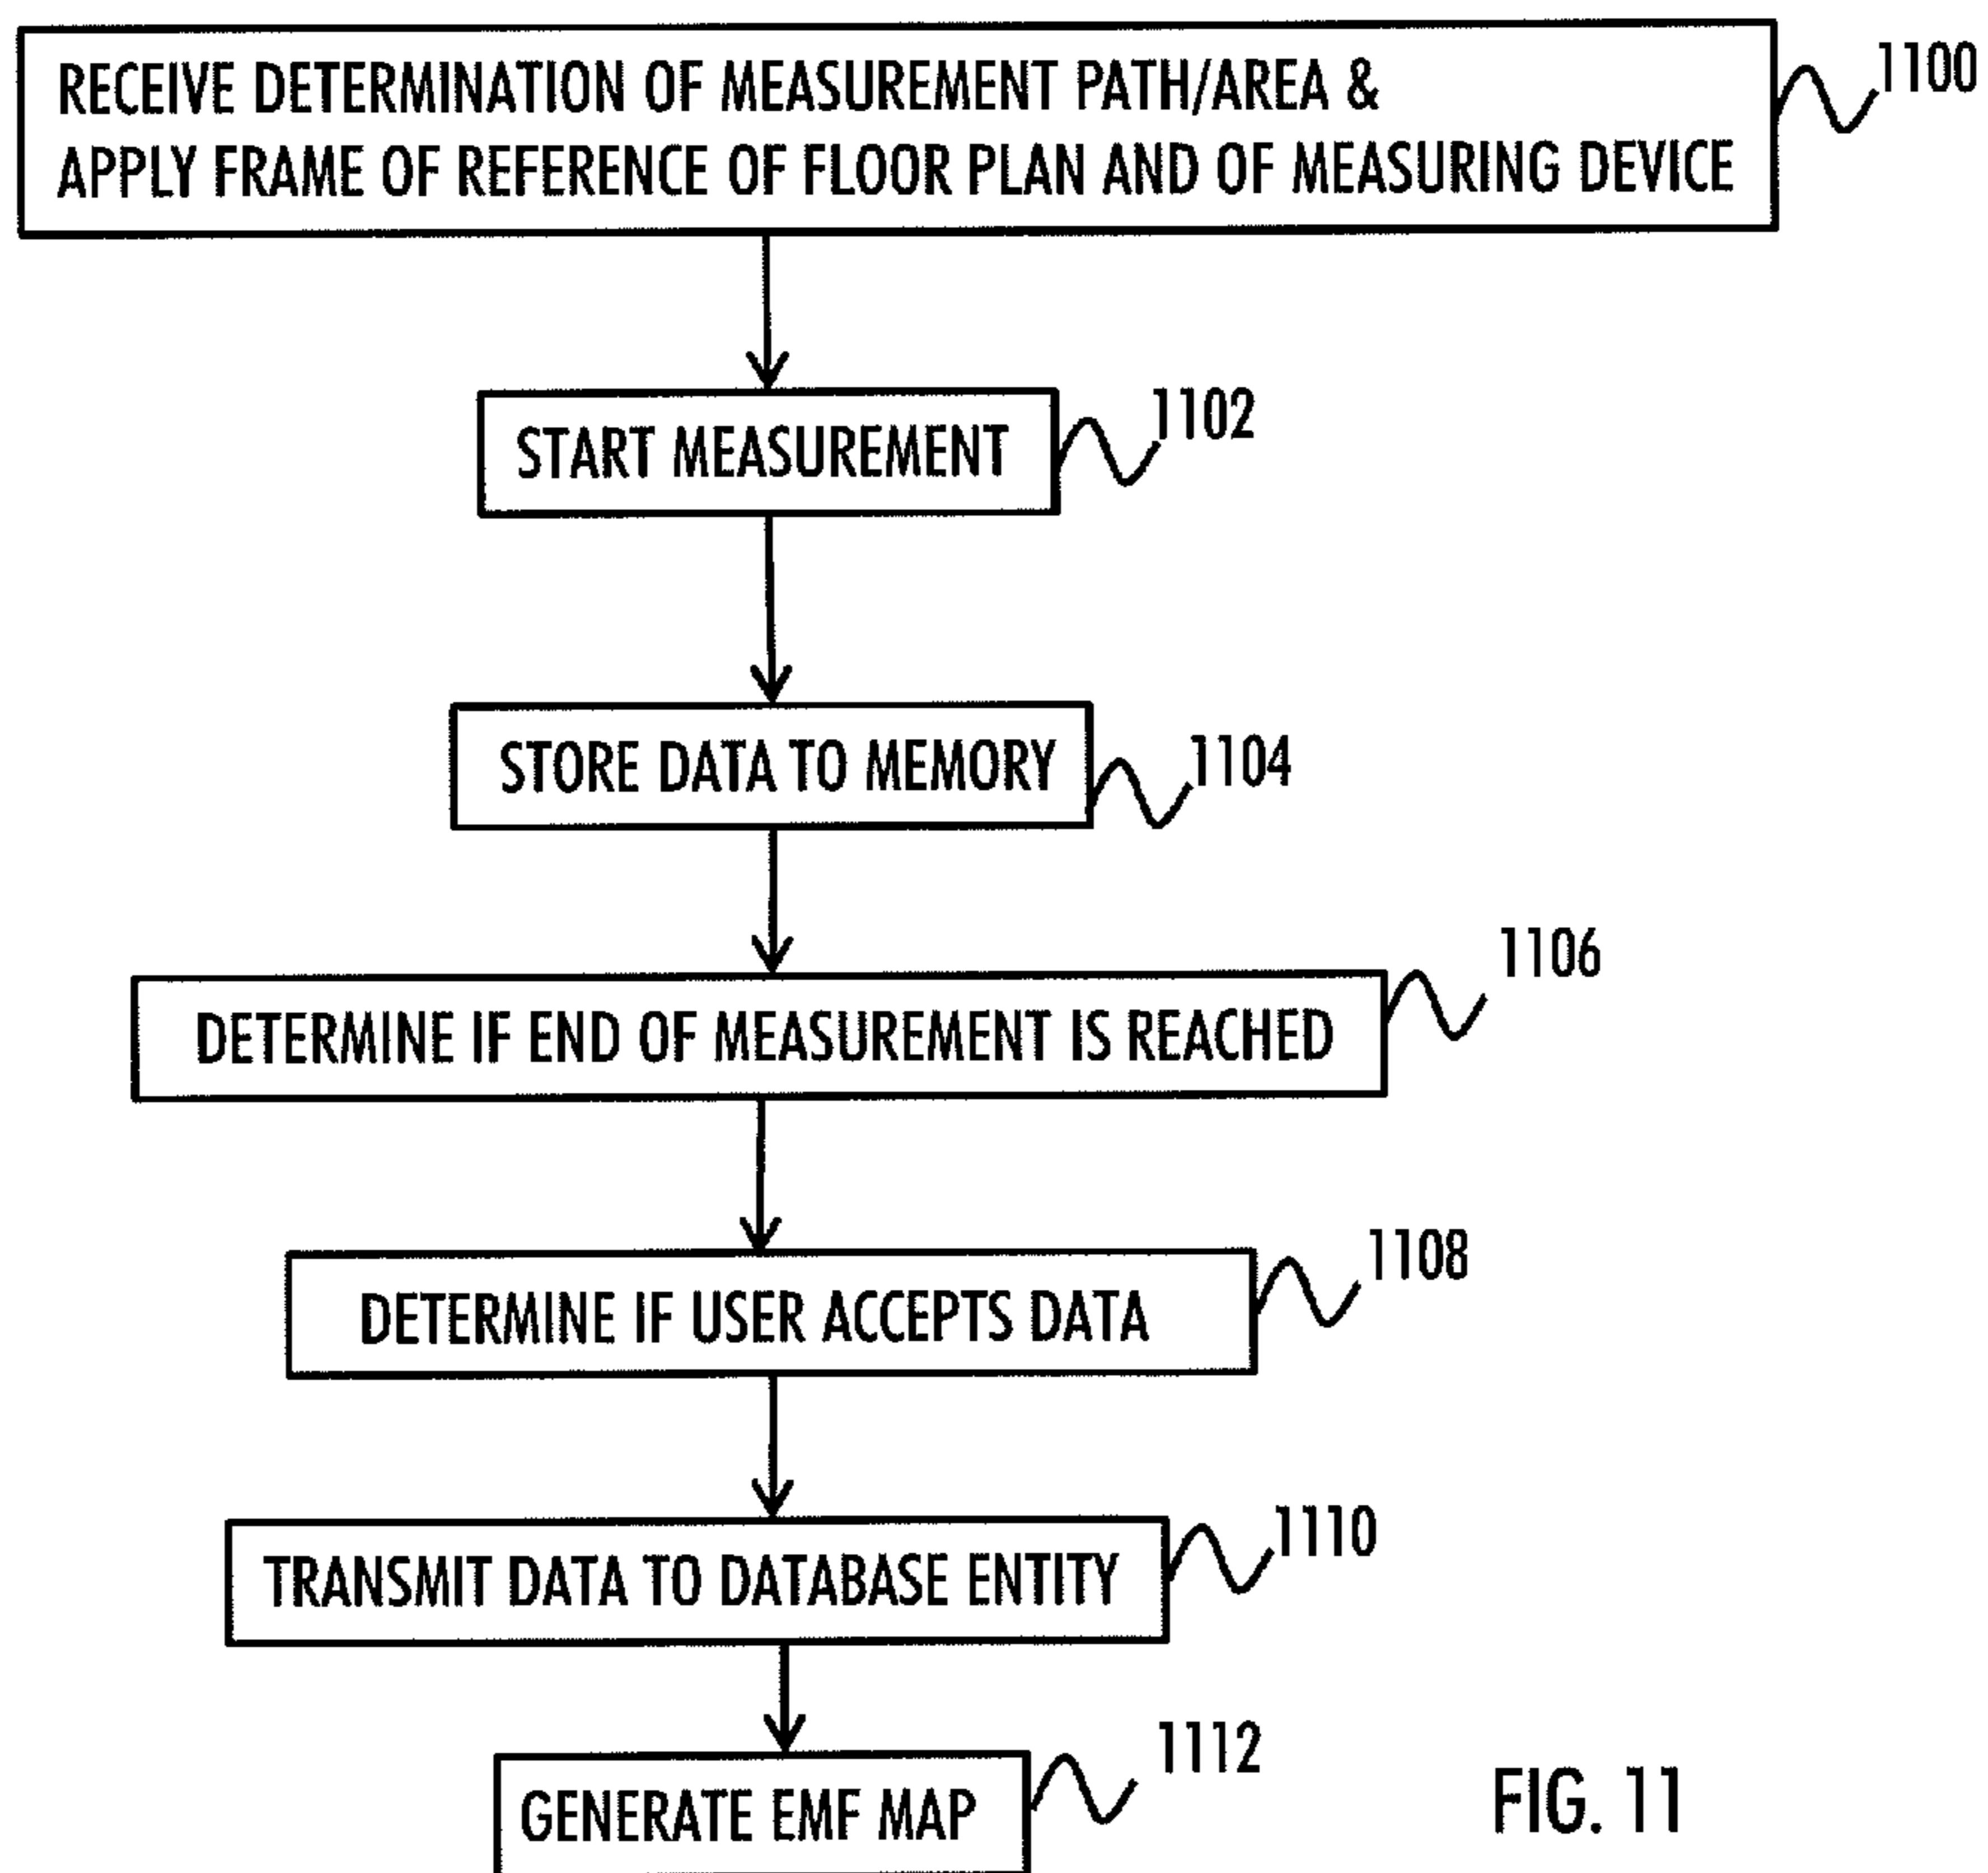 RECEIVE DETERMINATION OF MEASUREMENT PATH/AREA &
APPLY FRAME OF REFERENCE OF FLOOR PLAN AND OF MEASURING DEVICE
1100
START MEASUREMENT
1102
STORE DATA TO MEMORY
1104
DETERMINE IF END OF MEASUREMENT IS REACHED
1106
DETERMINE IF USER ACCEPTS DATA
1108
TRANSMIT DATA TO DATABASE ENTITY
1110
GENERATE EMF MAP
1112
FIG. 11